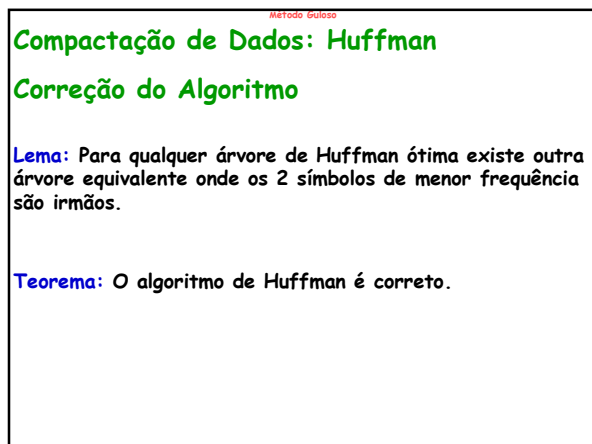 Método Guloso
Compactação de Dados: Huffman
Correção do Algoritmo
Lema: Para qualquer árvore de Huffman ótima existe outra
árvore equivalente onde os 2 símbolos de menor frequência
são irmãos.
Teorema: O algoritmo de Huffman é correto.